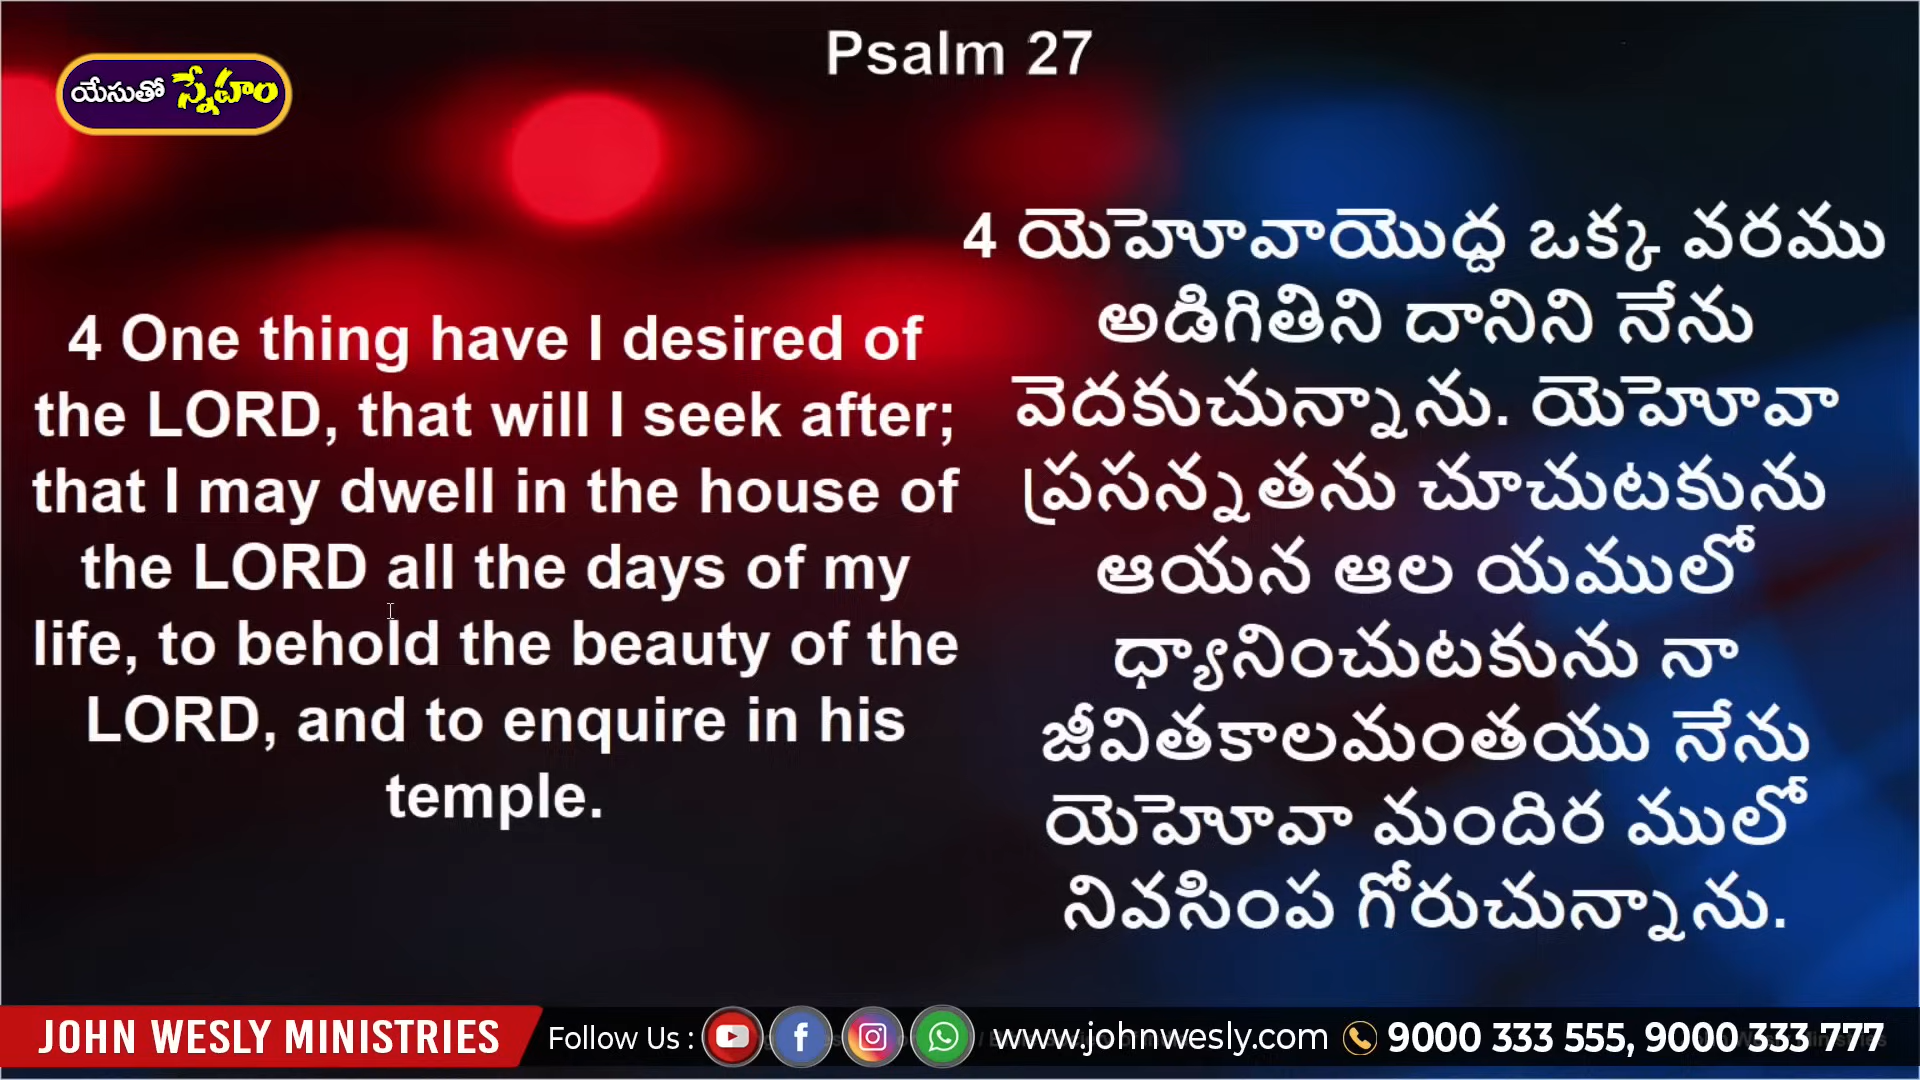 Psalm 27
యేసుతో స్నేహం
4 One thing have I desired of
the LORD, that will I seek after;
that I may dwell in the house of
the LORD all the days of my
life, to behold the beauty of the
LORD, and to enquire in his
temple.
4 యెహోవాయొద్ద ఒక్క వరము
అడిగితిని దానిని నేను
వెదకుచున్నాను. యెహోవా
ప్రసన్నతను చూచుటకును
ఆయన ఆల యములో
ధ్యానించుటకును నా
జీవితకాలమంతయు నేను
యెహోవా మందిర ములో
నివసింప గోరుచున్నాను.
JOHN WESLY MINISTRIES Follow Us : www.johnwesly.com 9000 333 555, 9000 333 777